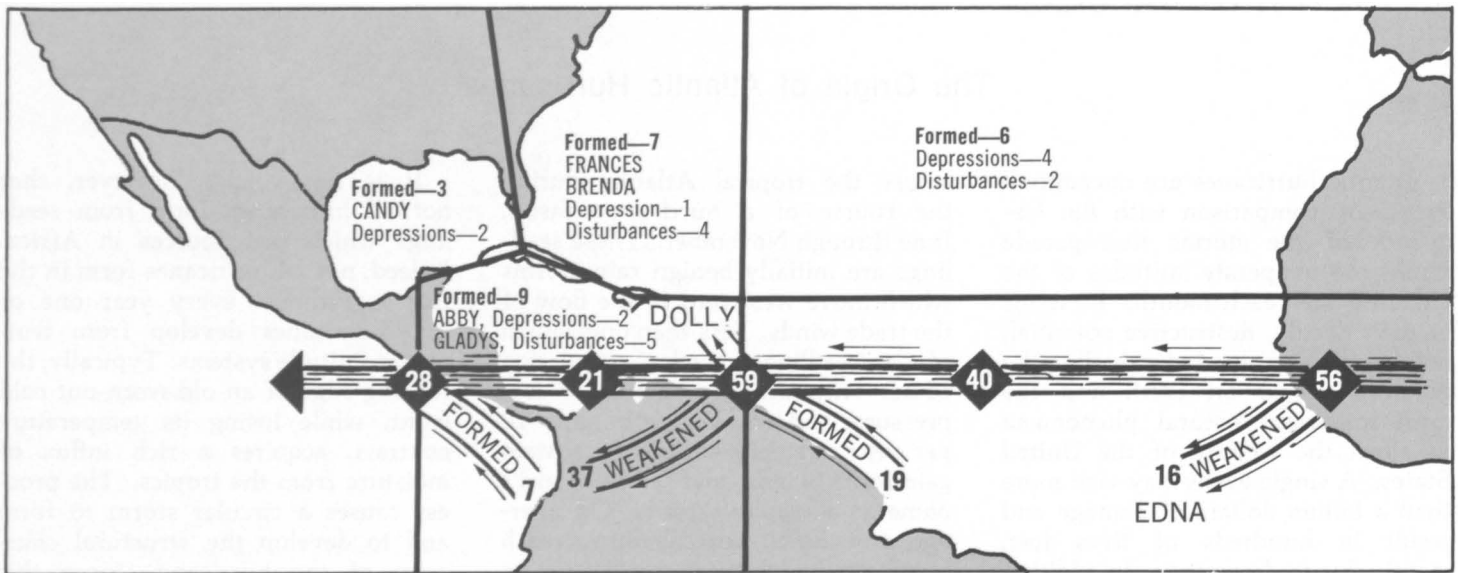 Formed—3
CANDY
Depressions—2
Formed—7
FRANCES
BRENDA
Depression—1
Disturbances—4
Formed—6
Depressions—4
Disturbances—2
Formed—9
ABBY, Depressions—2
GLADYS, Disturbances—5
DOLLY
28
21
59
40
56
FORMED
7
37
WEAKENED
FORMED
19
16
WEAKENED
EDNA